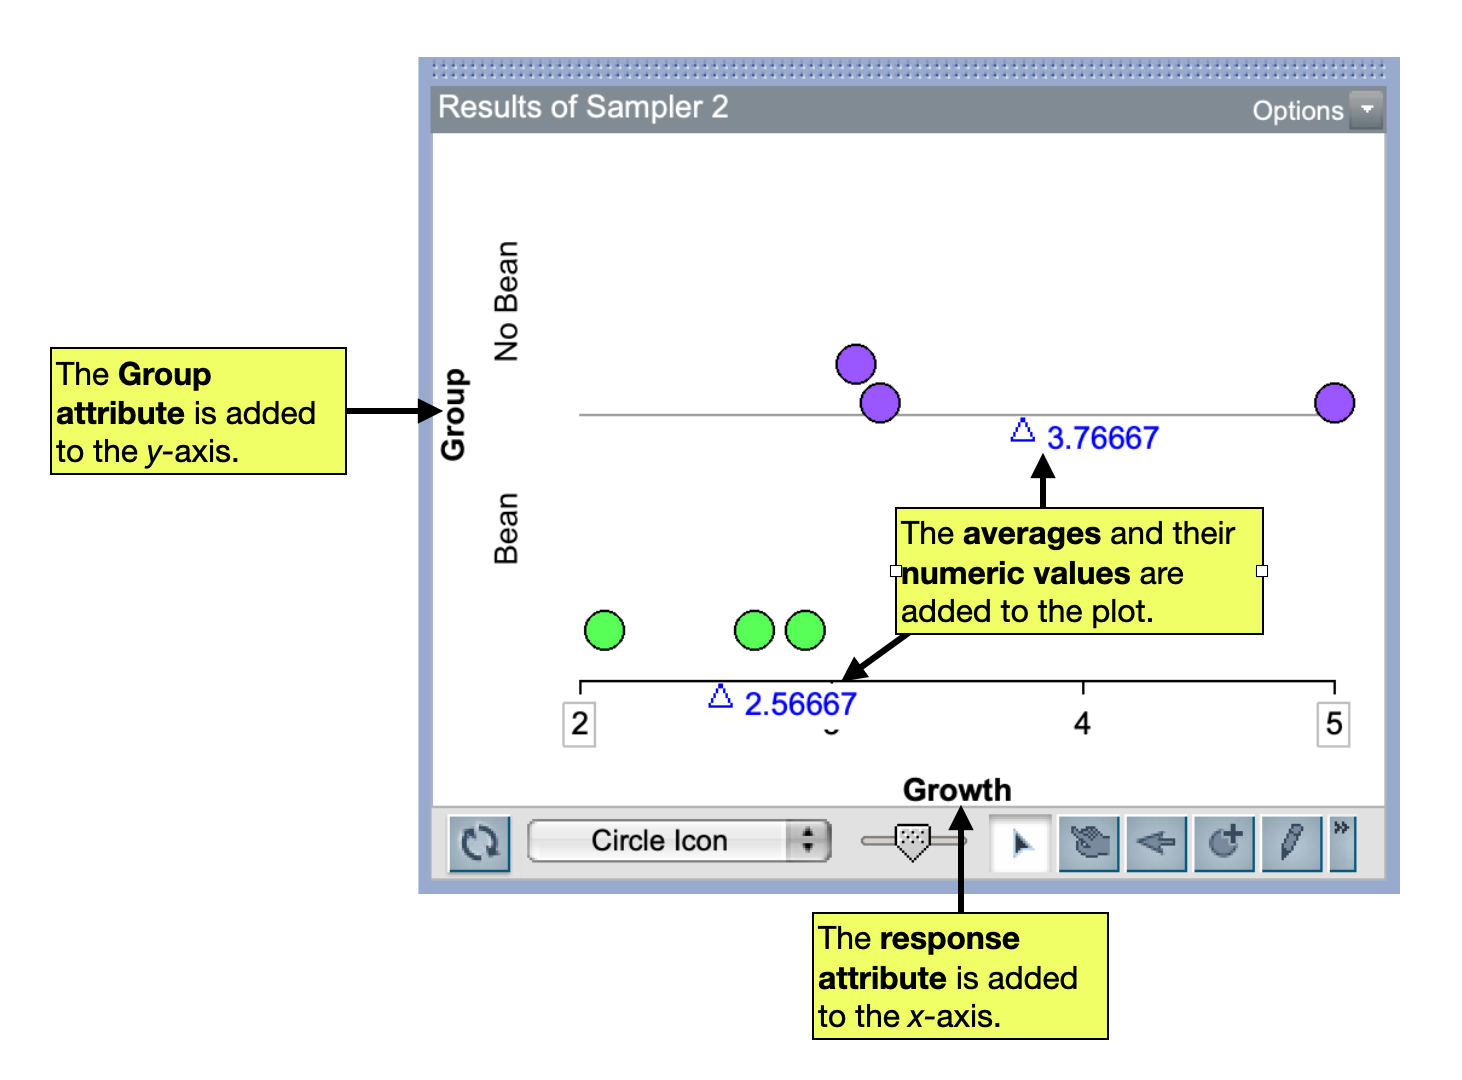 Results of Sampler 2
Options
No Bean
Group
Bean
The Group
attribute is added
to the y-axis.
3.76667
The averages and their
numeric values are
added to the plot.
2.56667
2
4
5
Growth
Circle Icon
»
The response
attribute is added
to the x-axis.